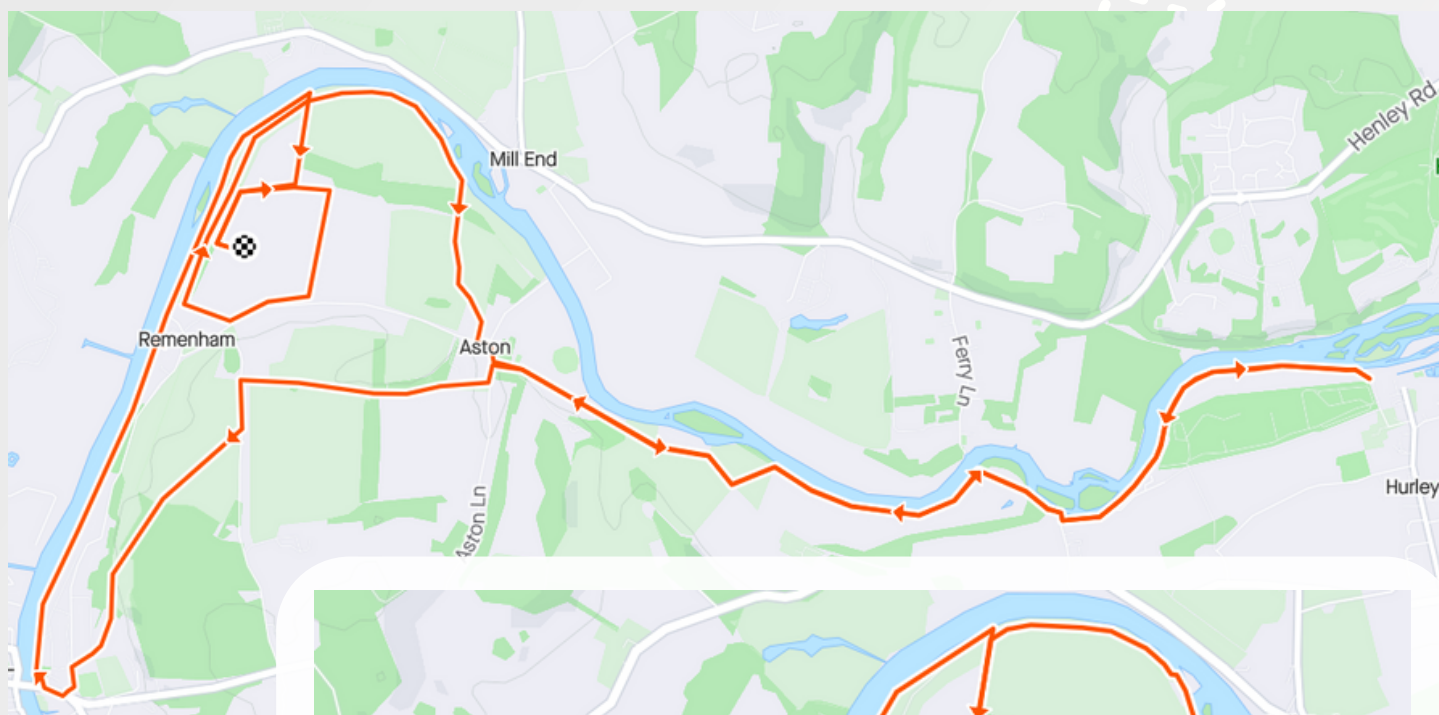 Henley Rd
Mill End
Remenham
Aston
Ferry Ln
Aston Ln
Hurley